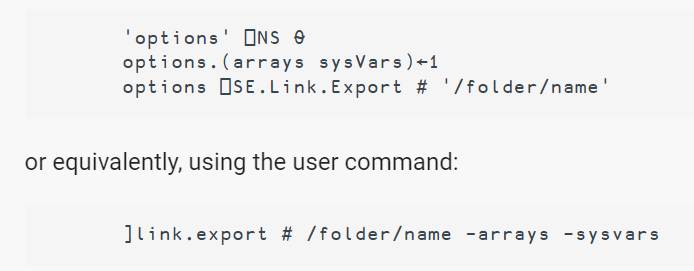 'options' ⎕NS ⍬
options.(arrays sysVars)←1
options ⎕SE.Link.Export # '/folder/name'
or equivalently, using the user command:
]link.export # /folder/name -arrays -sysvars